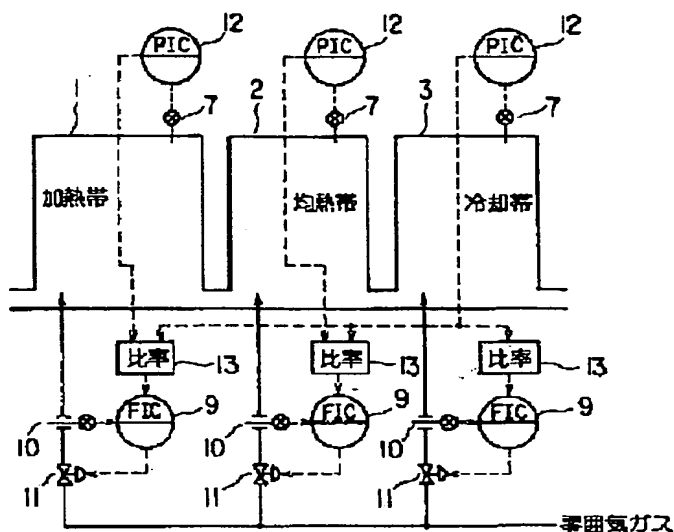 PIC 12 PIC 12 PIC 12
1 7 2 7 3 7
加熱帯 均熱帯 冷却帯
比率 13 比率 13 比率 13
FIC 9 FIC 9 FIC 9
10 10 10
11 11 11
雰囲気ガス